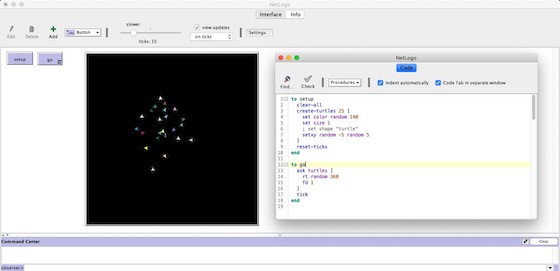 NetLogo
Interface Info
Edit Delete Add Button slower ticks: 15 view updates on ticks Settings...
setup go
NetLogo
Code
Find... Check Procedures Indent automatically Code Tab in separate window
1 to setup
2 clear-all
3 create-turtles 25 [
4 set color random 140
5 set size 1
6 ; set shape "turtle"
7 setxy random -5 random 5
8 ]
9 reset-ticks
10 end
11
12 to go
13 ask turtles [
14 rt random 360
15 fd 1
16 ]
17 tick
18 end
19
Command Center Clear
observer>